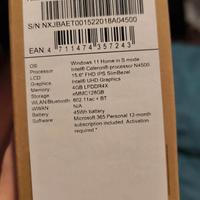 S/N NXJBAET001522018A04500
EAN: 4 711474 357243
OS Windows 11 Home in S mode
Processor Intel® Celeron® processor N4500
LCD 15.6" FHD IPS SlimBezel
Graphics Intel® UHD Graphics
Memory 4GB LPDDR4X
Storage eMMC128GB
WLAN/Bluetooth 802.11ac + BT
WWAN N/A
Battery 45Wh battery
Software Microsoft 365 Personal 12-month
subscription included. Activation
required.*